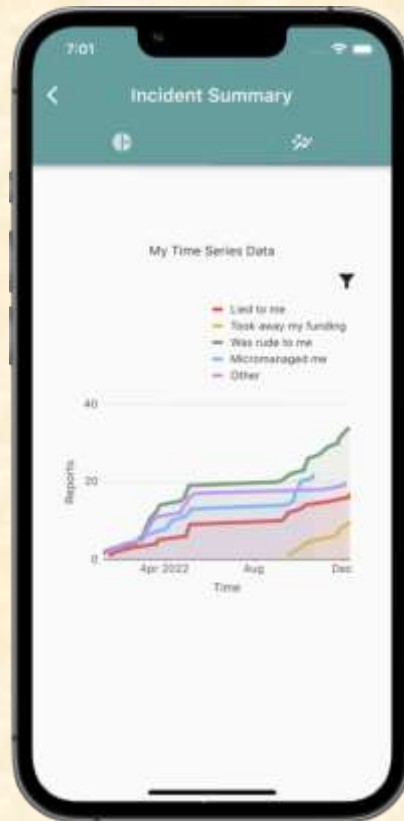 7:01
Incident Summary
My Time Series Data
Lied to me
Took away my funding
Was rude to me
Micromanaged me
Other
40
20
0
Reports
Apr 2022
Aug
Dec
Time